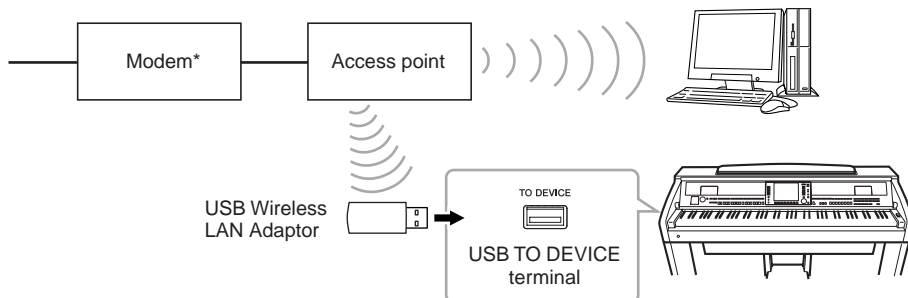 Modem*
Access point
USB Wireless
LAN Adaptor
TO DEVICE
USB TO DEVICE
terminal